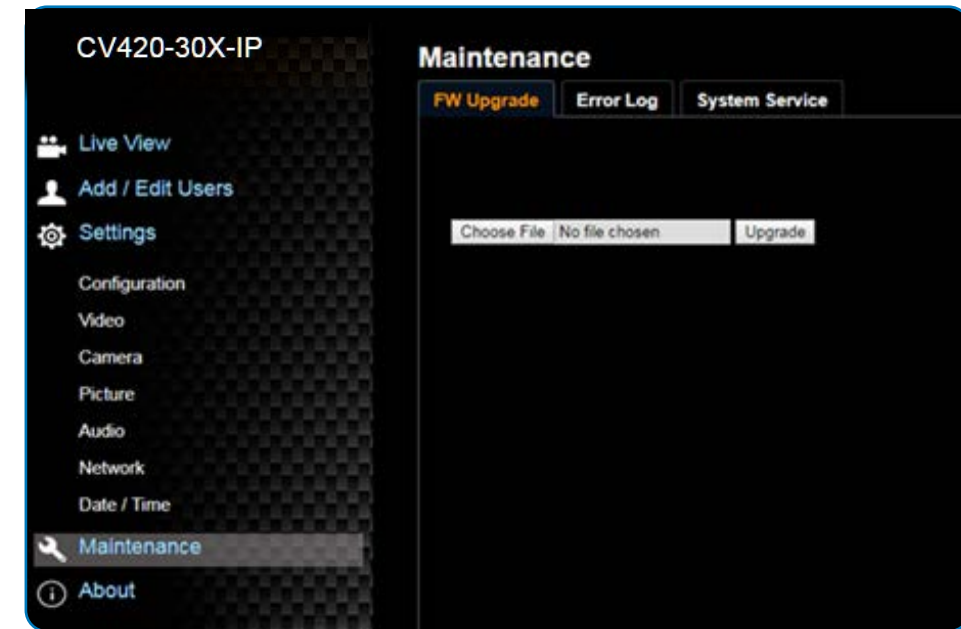 CV420-30X-IP
Live View
Add / Edit Users
Settings
Configuration
Video
Camera
Picture
Audio
Network
Date / Time
Maintenance
About
Maintenance
FW Upgrade Error Log System Service
Choose File No file chosen Upgrade